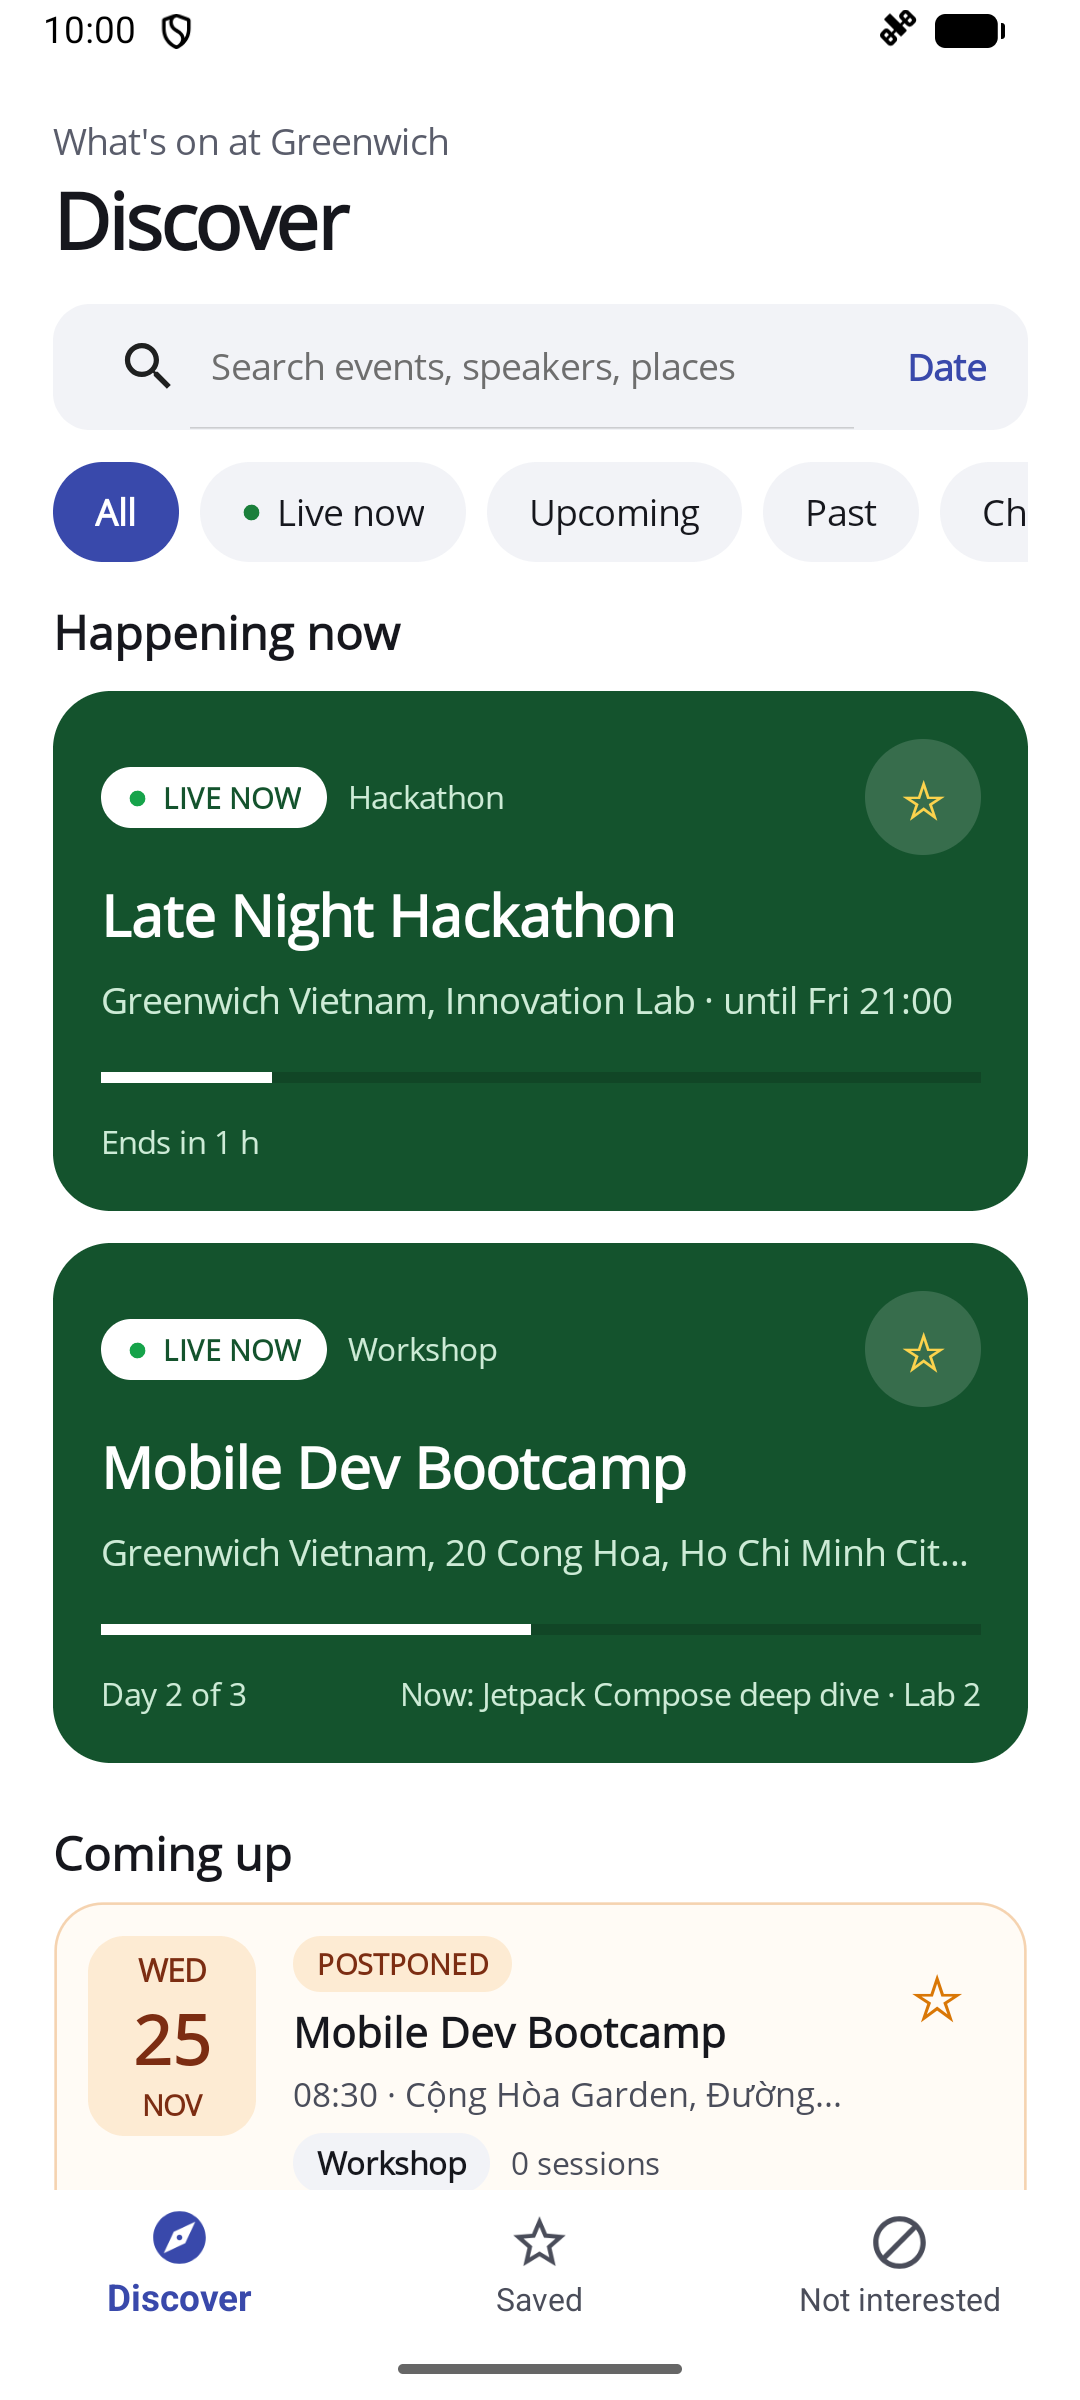 10:00
What's on at Greenwich
Discover
Search events, speakers, places
Date
All
Live now
Upcoming
Past
Ch
Happening now
LIVE NOW
Hackathon
Late Night Hackathon
Greenwich Vietnam, Innovation Lab · until Fri 21:00
Ends in 1 h
LIVE NOW
Workshop
Mobile Dev Bootcamp
Greenwich Vietnam, 20 Cong Hoa, Ho Chi Minh Cit...
Day 2 of 3
Now: Jetpack Compose deep dive · Lab 2
Coming up
WED
25
NOV
POSTPONED
Mobile Dev Bootcamp
08:30 · Cộng Hòa Garden, Đường...
Workshop
0 sessions
Discover
Saved
Not interested